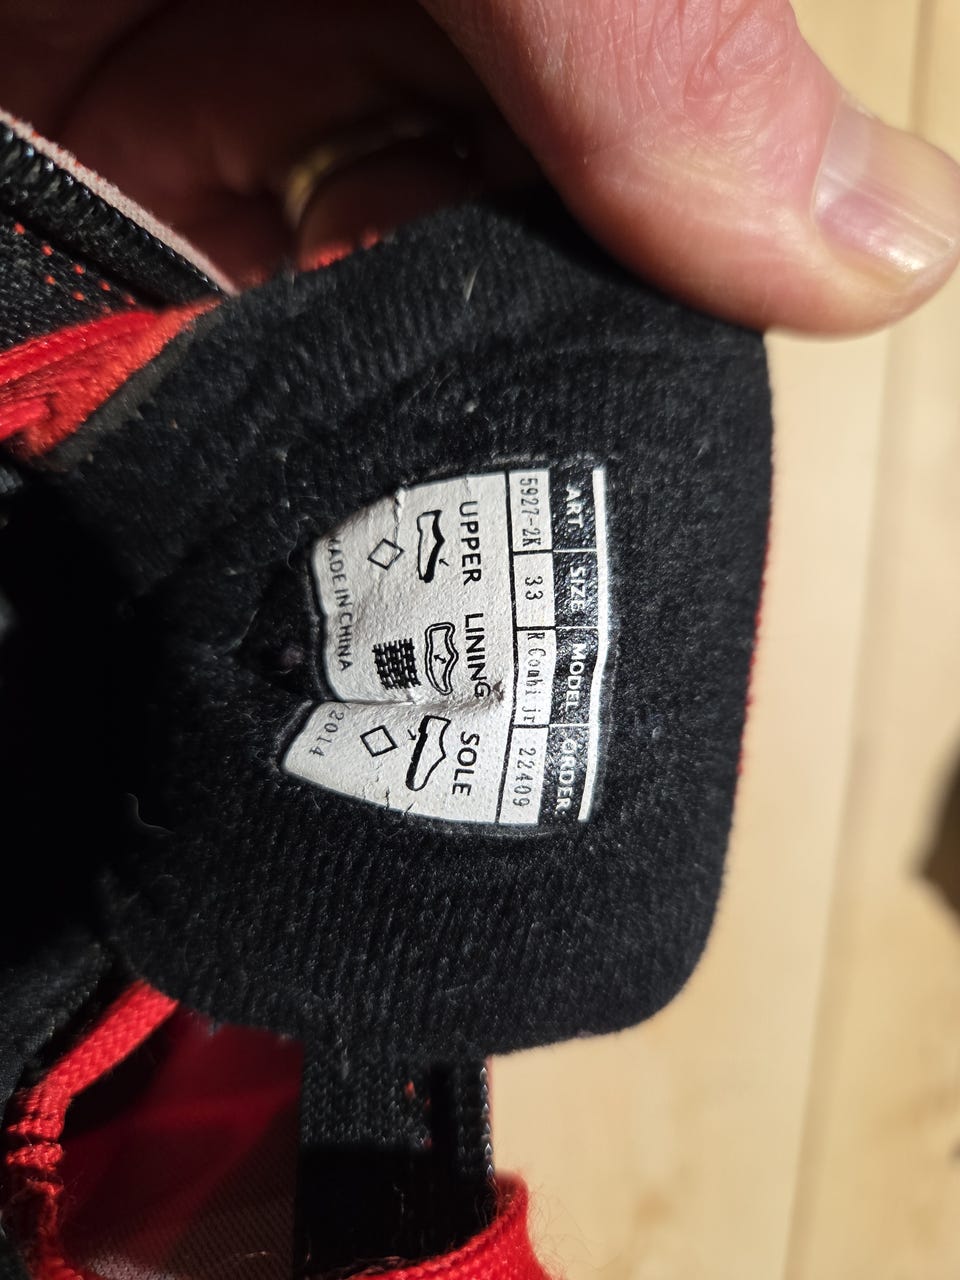 ART. SIZE MODEL ORDER:
5927-2K 33 R Combi Jr 22409
UPPER LINING SOLE
MADE IN CHINA 2014